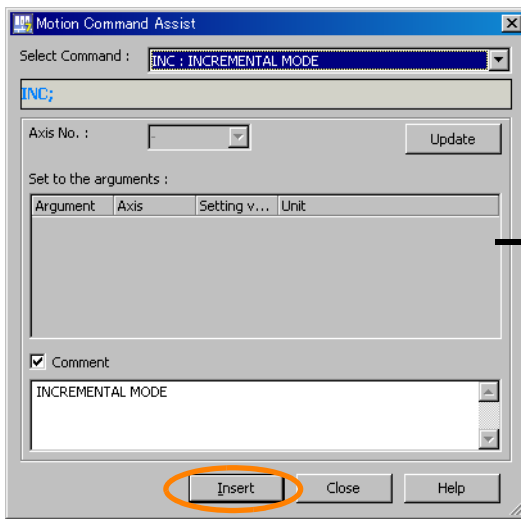 Motion Command Assist
Select Command : INC : INCREMENTAL MODE
INC;
Axis No. : - Update
Set to the arguments :
Argument Axis Setting v... Unit
Comment
INCREMENTAL MODE
Insert Close Help